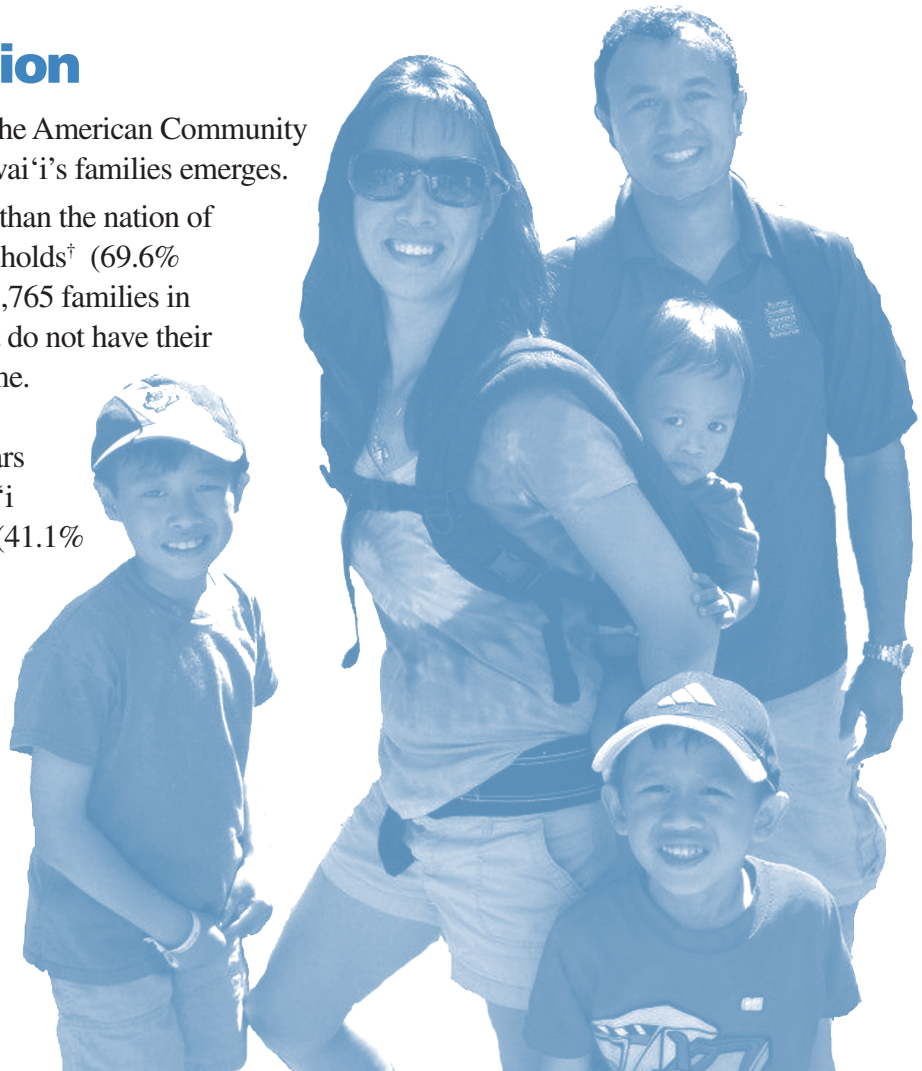 ion
he American Community
vai‘i’s families emerges.
than the nation of
holds† (69.6%
,765 families in
do not have their
ne.
ars
‘i
(41.1%